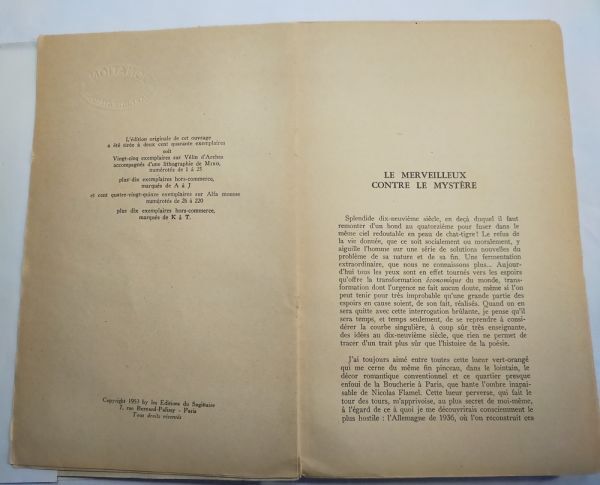 L'édition originale de cet ouvrage
a été tirée à deux cent quarante exemplaires
soit
Vingt-cinq exemplaires sur Vélin d'Arches
accompagnés d'une lithographie de MIRO,
numérotés de 1 à 25
plus dix exemplaires hors-commerce,
marqués de A à J
et cent quatre-vingt-quinze exemplaires sur Alfa mousse
numérotés de 26 à 220
plus dix exemplaires hors-commerce,
marqués de K à T.
Copyright 1953 by les Editions du Sagittaire
7, rue Bernard-Palissy - Paris
Tous droits réservés
LE MERVEILLEUX
CONTRE LE MYSTÈRE
Splendide dix-neuvième siècle, en deçà duquel il faut
remonter d'un bond au quatorzième pour fuser dans le
même ciel redoutable en peau de chat-tigre! Le refus de
la vie donnée, que ce soit socialement ou moralement, y
aiguille l'homme sur une série de solutions nouvelles du
problème de sa nature et de sa fin. Une fermentation
extraordinaire, que nous ne connaissons plus... Aujour-
d'hui tous les yeux sont en effet tournés vers les espoirs
qu'offre la transformation économique du monde, trans-
formation dont l'urgence ne fait aucun doute, même si l'on
peut tenir pour très improbable qu'une grande partie des
espoirs en cause soient, de son fait, réalisés. Quand on en
sera quitte avec cette interrogation brûlante, je pense qu'il
sera temps, et temps seulement, de se reprendre à consi-
dérer la courbe singulière, à coup sûr très enseignante,
des idées au dix-neuvième siècle, que rien ne permet de
tracer d'un trait plus sûr que l'histoire de la poésie.
J'ai toujours aimé entre toutes cette lueur vert-orangé
qui me cerne du même fin pinceau, dans le lointain, le
décor romantique conventionnel et ce quartier presque
enfoui de la Boucherie à Paris, que hante l'ombre inapai-
sable de Nicolas Flamel. Cette lueur perverse, qui fait le
tour des tours, m'apprivoise, au plus secret de moi-même,
à l'égard de ce à quoi je me découvrirais consciemment le
plus hostile : l'Allemagne de 1936, où l'on reconstruit ces